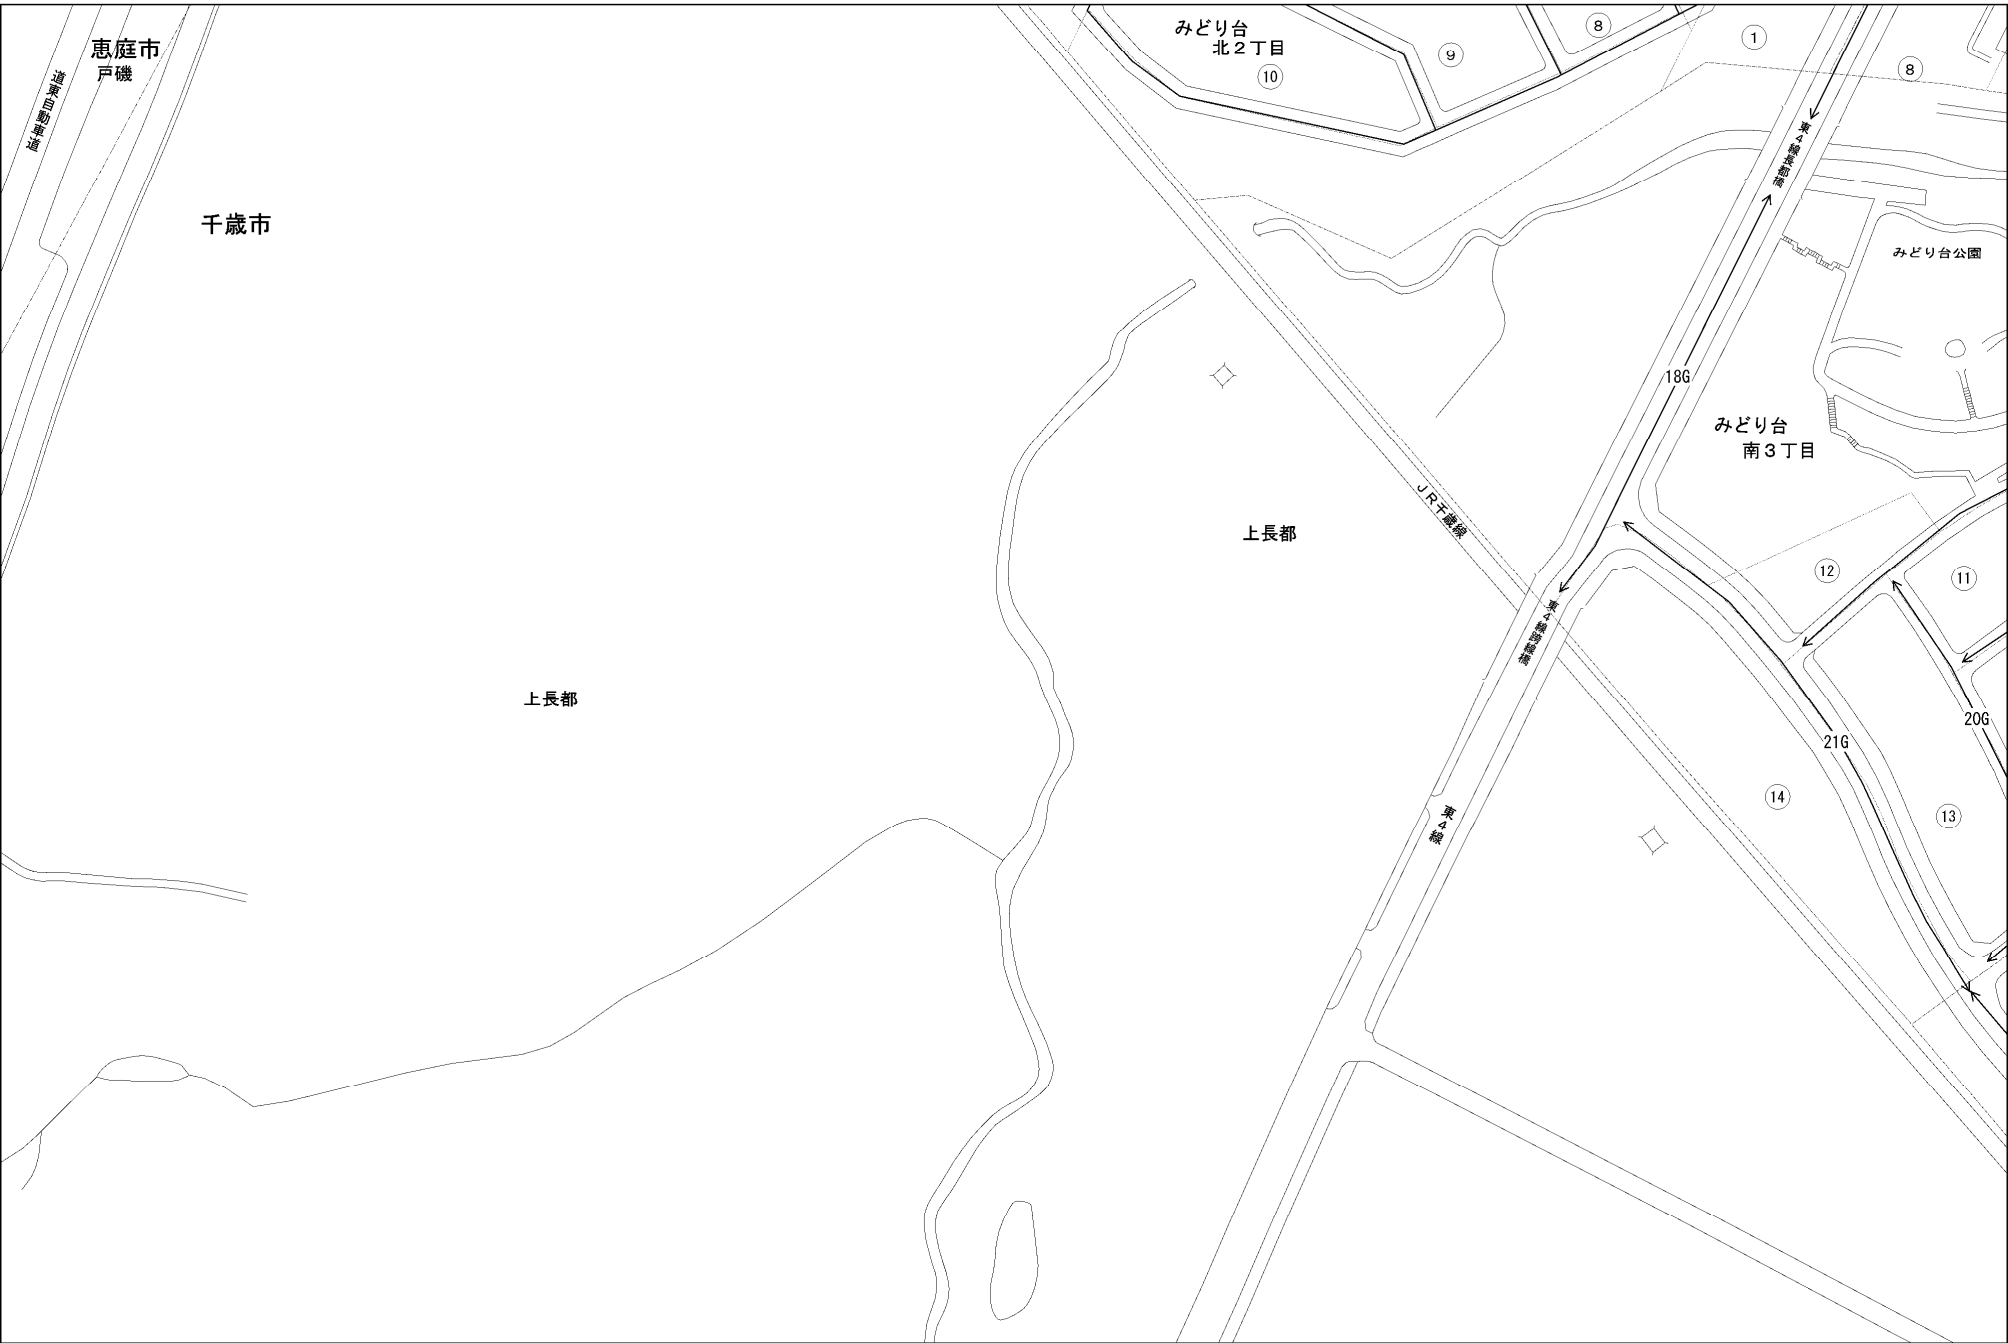 恵庭市
戸磯
道東自動車道
千歳市
みどり台
北2丁目
⑩
⑨
⑧
①
⑧
東4線長都橋
みどり台公園
18G
みどり台
南3丁目
JR千歳線
上長都
⑫
⑪
東4線跨線橋
上長都
20G
21G
⑭
⑬
東4線